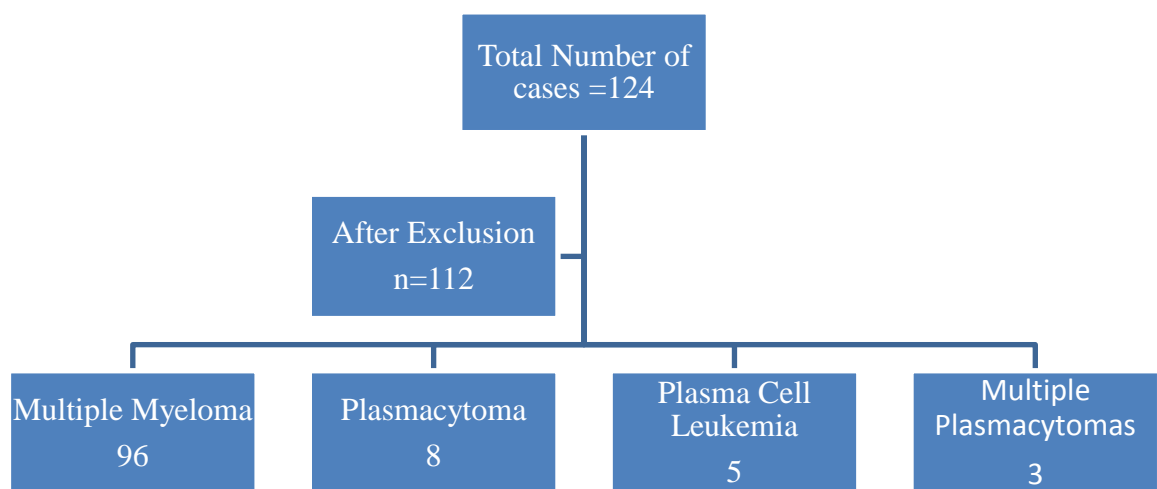 Total Number of
cases =124
After Exclusion
n=112
Multiple Myeloma
96
Plasmacytoma
8
Plasma Cell
Leukemia
5
Multiple
Plasmacytomas
3